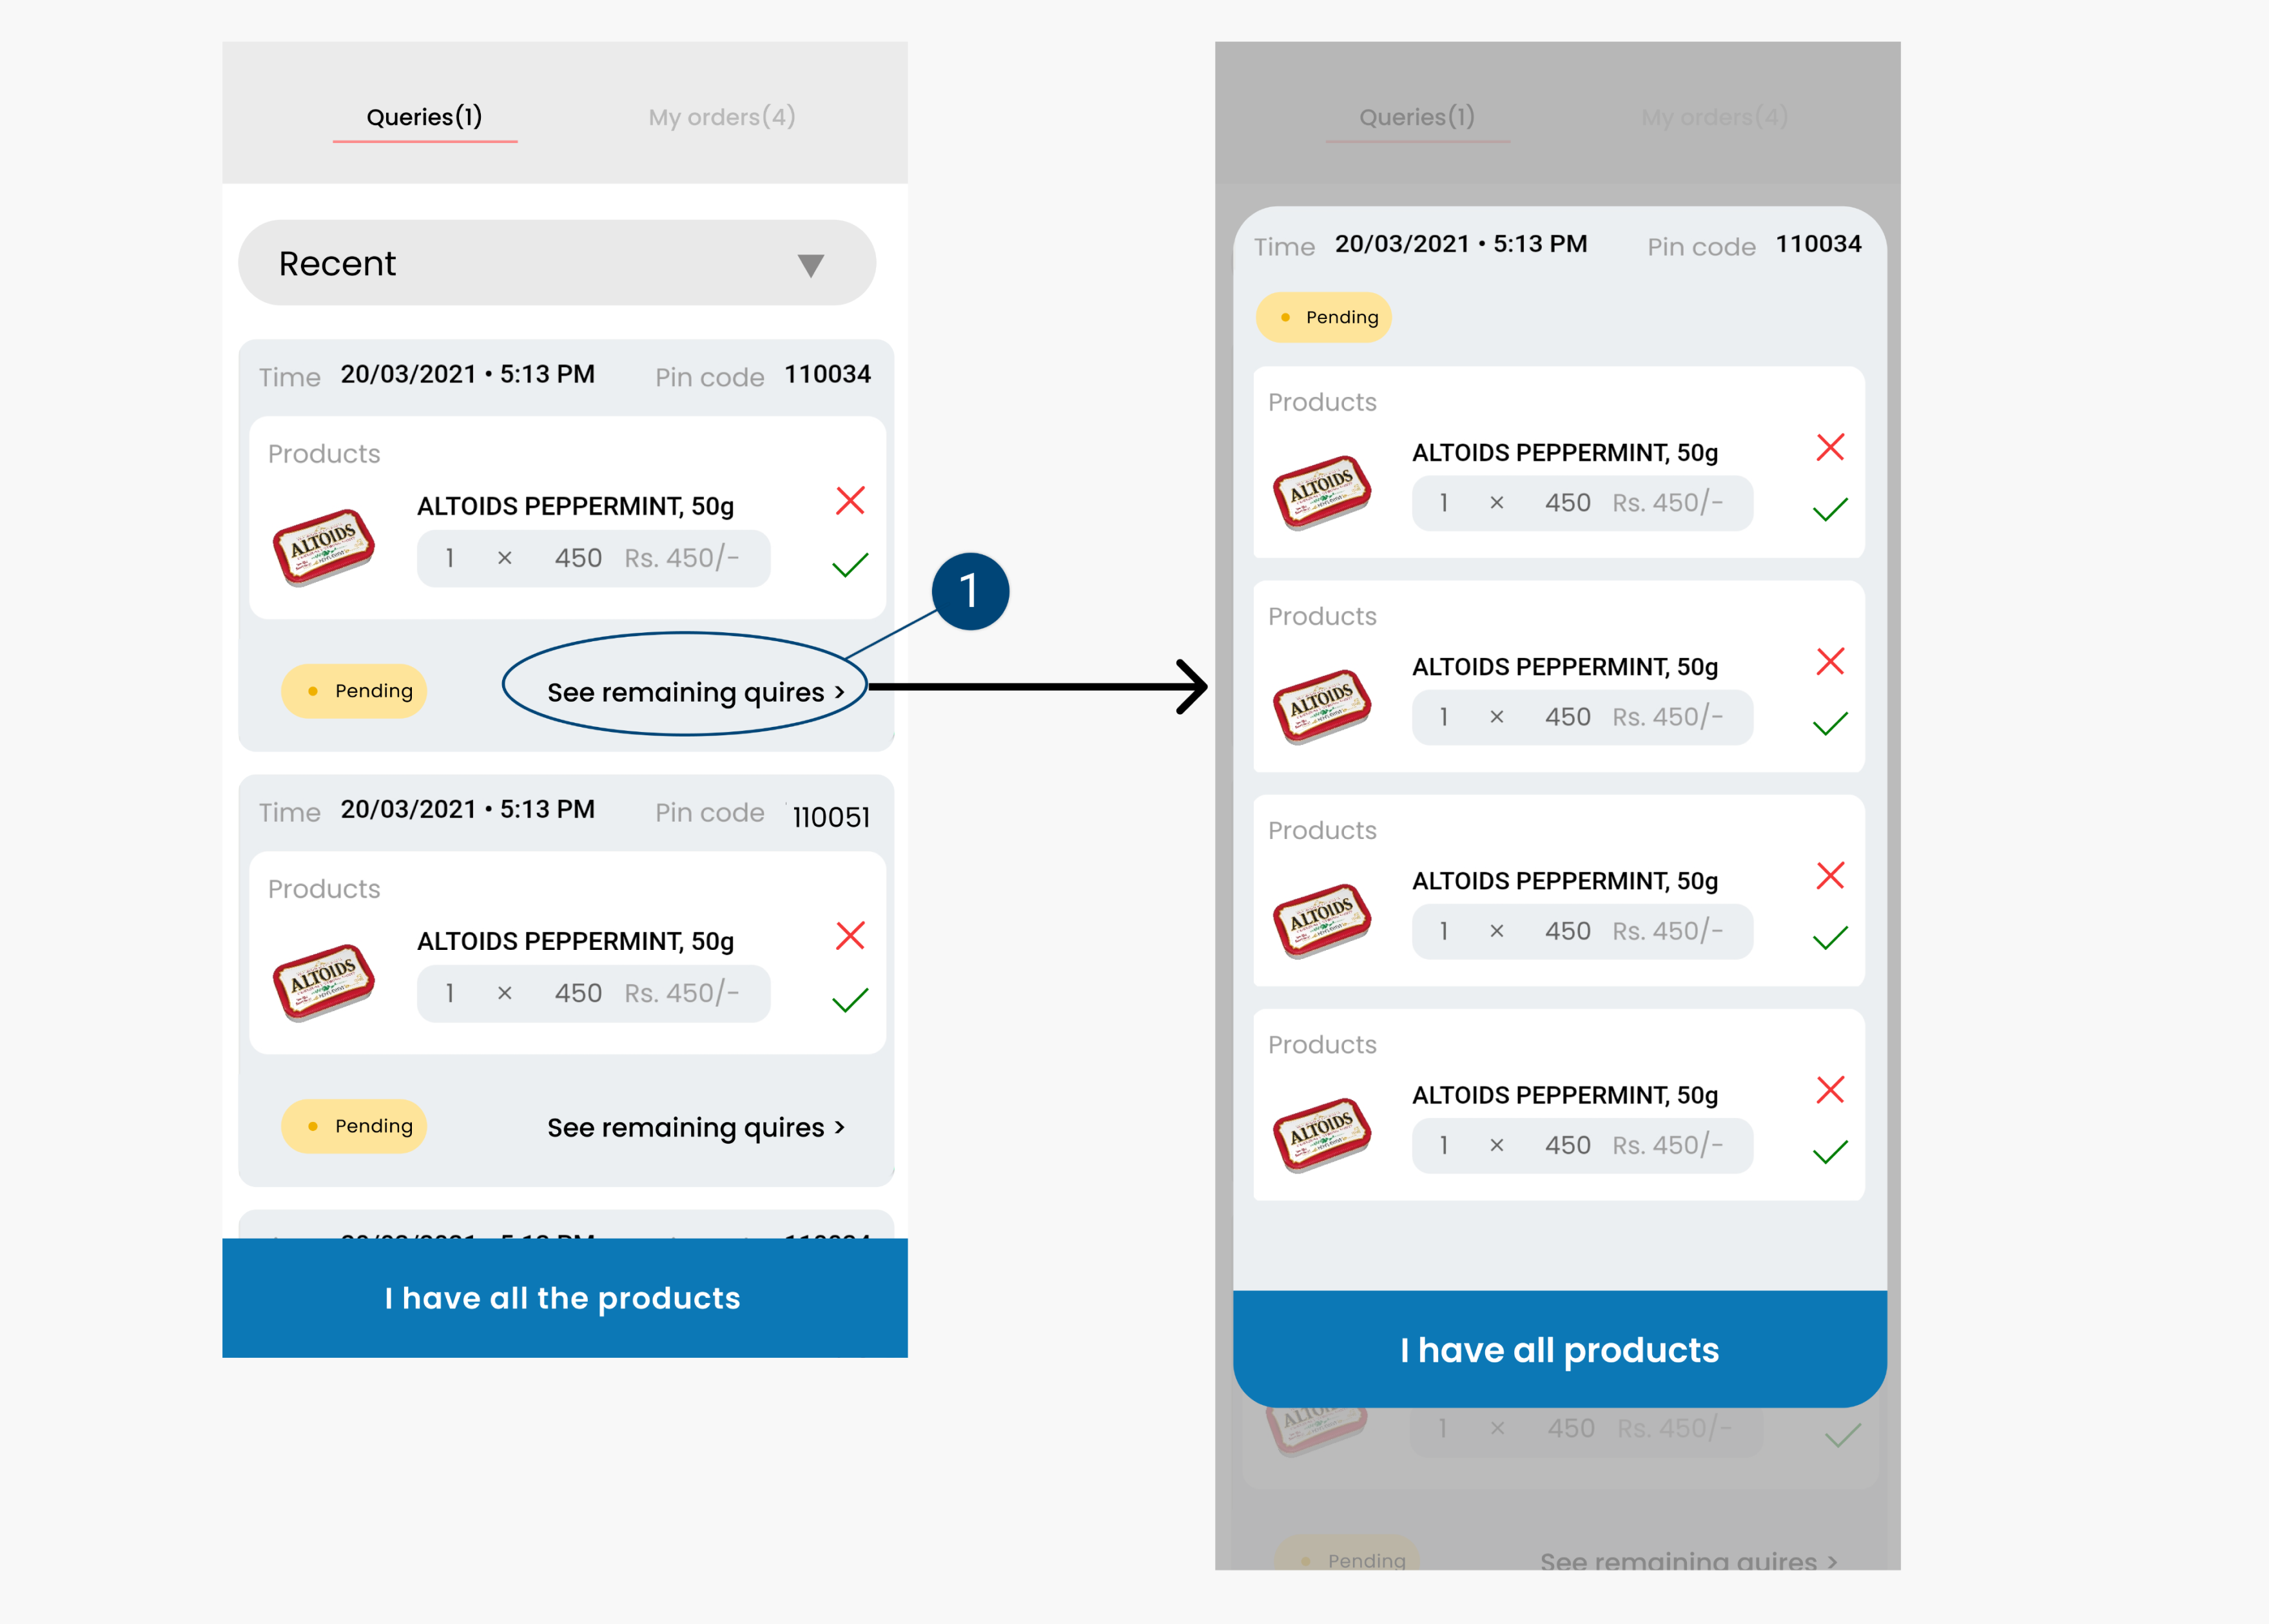 Queries(1) My orders(4)
Recent
Time 20/03/2021 • 5:13 PM Pin code 110034
Products
ALTOIDS PEPPERMINT, 50g
ALTOIDS
1 × 450 Rs. 450/-
Pending See remaining quires >
Time 20/03/2021 • 5:13 PM Pin code 110051
Products
ALTOIDS PEPPERMINT, 50g
ALTOIDS
1 × 450 Rs. 450/-
Pending See remaining quires >
I have all the products
1
Queries(1) My orders(4)
Time 20/03/2021 • 5:13 PM Pin code 110034
Pending
Products
ALTOIDS PEPPERMINT, 50g
ALTOIDS
1 × 450 Rs. 450/-
Products
ALTOIDS PEPPERMINT, 50g
ALTOIDS
1 × 450 Rs. 450/-
Products
ALTOIDS PEPPERMINT, 50g
ALTOIDS
1 × 450 Rs. 450/-
Products
ALTOIDS PEPPERMINT, 50g
ALTOIDS
1 × 450 Rs. 450/-
I have all products
1 × 450 Rs. 450/-
Pending See remaining quires >